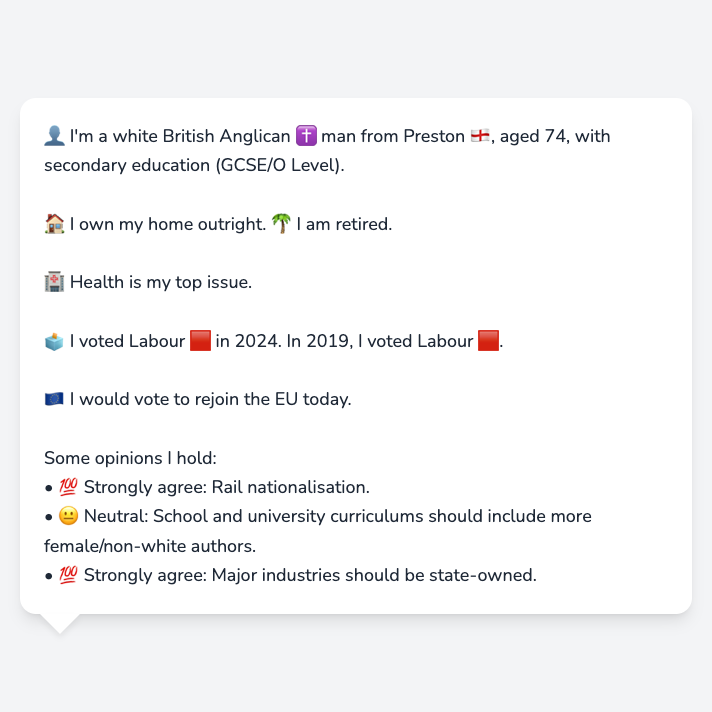 👤 I'm a white British Anglican ✝️ man from Preston 🏴󠁧󠁢󠁥󠁮󠁧󠁿, aged 74, with
secondary education (GCSE/O Level).
🏠 I own my home outright. 🌴 I am retired.
🏥 Health is my top issue.
🗳️ I voted Labour 🟥 in 2024. In 2019, I voted Labour 🟥.
🇪🇺 I would vote to rejoin the EU today.
Some opinions I hold:
• 💯 Strongly agree: Rail nationalisation.
• 😐 Neutral: School and university curriculums should include more
female/non-white authors.
• 💯 Strongly agree: Major industries should be state-owned.